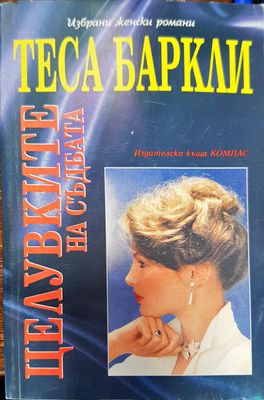 Избрани женски романи
ТЕСА БАРКЛИ
Издателска къща КОМПАС
ЦЕЛУВКИТЕ
НА СЪДБАТА